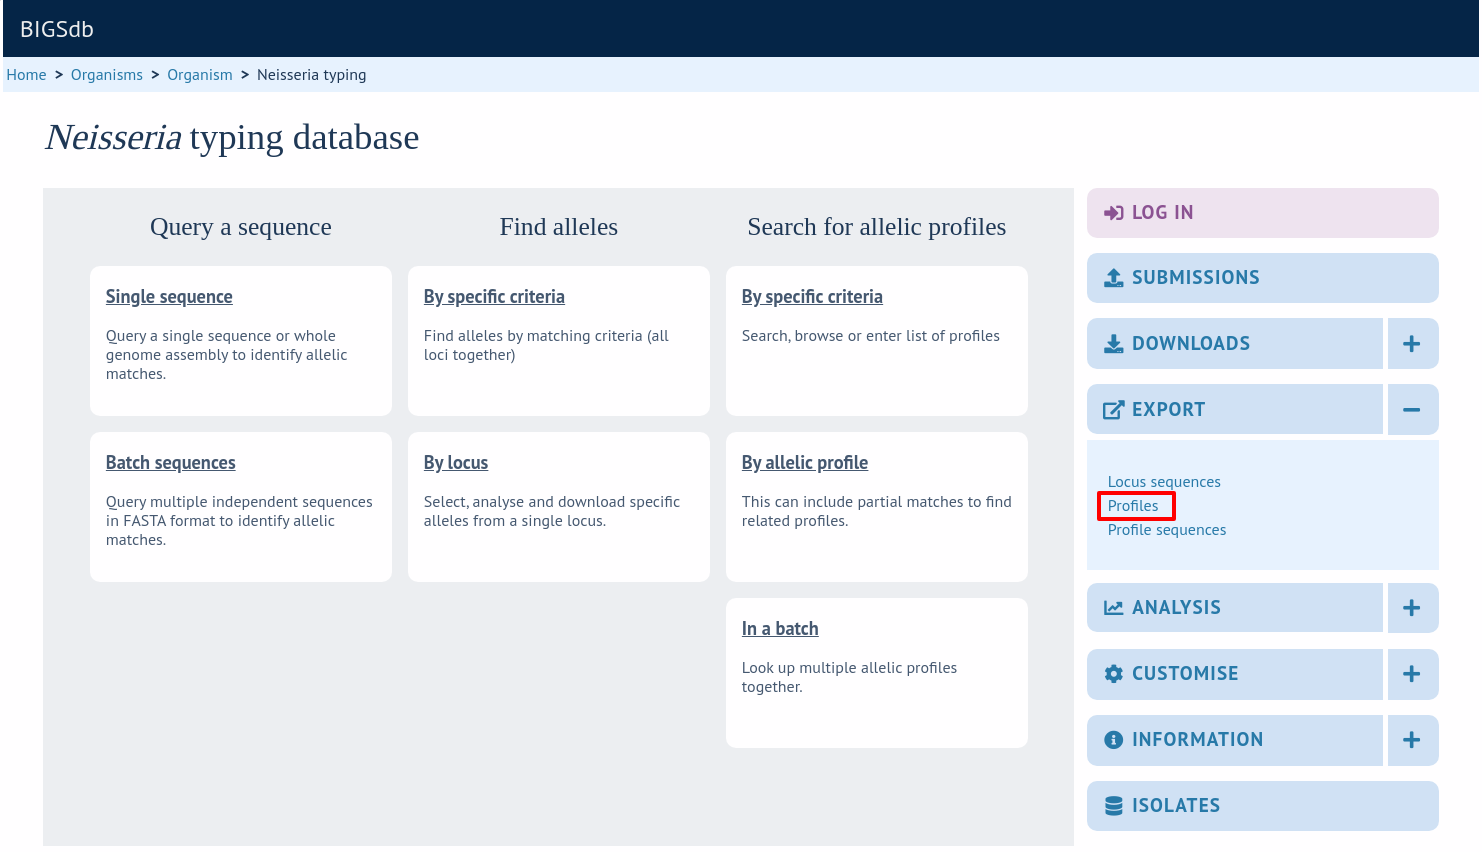 BIGSdb
Home > Organisms > Organism > Neisseria typing
Neisseria typing database
Query a sequence
Single sequence
Query a single sequence or whole
genome assembly to identify allelic
matches.
Batch sequences
Query multiple independent sequences
in FASTA format to identify allelic
matches.
Find alleles
By specific criteria
Find alleles by matching criteria (all
loci together)
By locus
Select, analyse and download specific
alleles from a single locus.
Search for allelic profiles
By specific criteria
Search, browse or enter list of profiles
By allelic profile
This can include partial matches to find
related profiles.
In a batch
Look up multiple allelic profiles
together.
LOG IN
SUBMISSIONS
DOWNLOADS
EXPORT
Locus sequences
Profiles
Profile sequences
ANALYSIS
CUSTOMISE
INFORMATION
ISOLATES